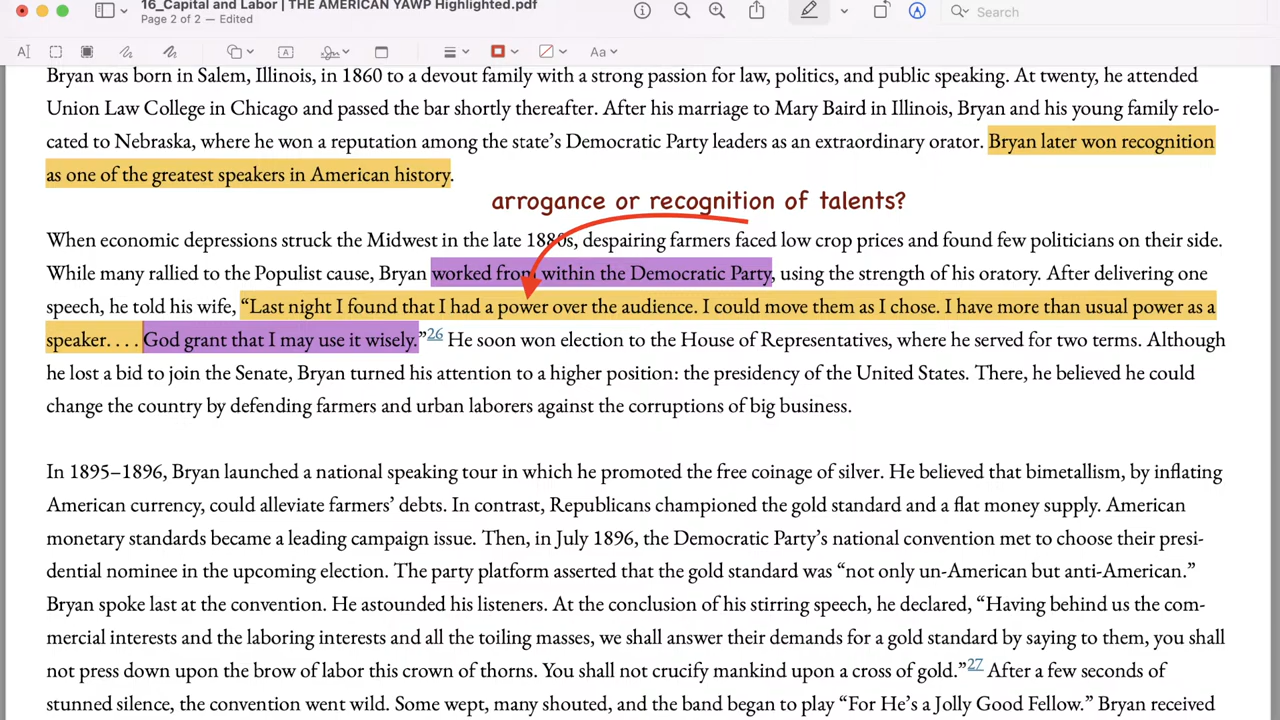 16_Capital and Labor | THE AMERICAN YAWP Highlighted.pdf
Page 2 of 2 — Edited
Search
Aa
Bryan was born in Salem, Illinois, in 1860 to a devout family with a strong passion for law, politics, and public speaking. At twenty, he attended
Union Law College in Chicago and passed the bar shortly thereafter. After his marriage to Mary Baird in Illinois, Bryan and his young family relo-
cated to Nebraska, where he won a reputation among the state’s Democratic Party leaders as an extraordinary orator. Bryan later won recognition
as one of the greatest speakers in American history.
arrogance or recognition of talents?
When economic depressions struck the Midwest in the late 1880s, despairing farmers faced low crop prices and found few politicians on their side.
While many rallied to the Populist cause, Bryan worked from within the Democratic Party, using the strength of his oratory. After delivering one
speech, he told his wife, “Last night I found that I had a power over the audience. I could move them as I chose. I have more than usual power as a
speaker. . . . God grant that I may use it wisely.”26 He soon won election to the House of Representatives, where he served for two terms. Although
he lost a bid to join the Senate, Bryan turned his attention to a higher position: the presidency of the United States. There, he believed he could
change the country by defending farmers and urban laborers against the corruptions of big business.
In 1895–1896, Bryan launched a national speaking tour in which he promoted the free coinage of silver. He believed that bimetallism, by inflating
American currency, could alleviate farmers’ debts. In contrast, Republicans championed the gold standard and a flat money supply. American
monetary standards became a leading campaign issue. Then, in July 1896, the Democratic Party’s national convention met to choose their presi-
dential nominee in the upcoming election. The party platform asserted that the gold standard was “not only un-American but anti-American.”
Bryan spoke last at the convention. He astounded his listeners. At the conclusion of his stirring speech, he declared, “Having behind us the com-
mercial interests and the laboring interests and all the toiling masses, we shall answer their demands for a gold standard by saying to them, you shall
not press down upon the brow of labor this crown of thorns. You shall not crucify mankind upon a cross of gold.”27 After a few seconds of
stunned silence, the convention went wild. Some wept, many shouted, and the band began to play “For He’s a Jolly Good Fellow.” Bryan received